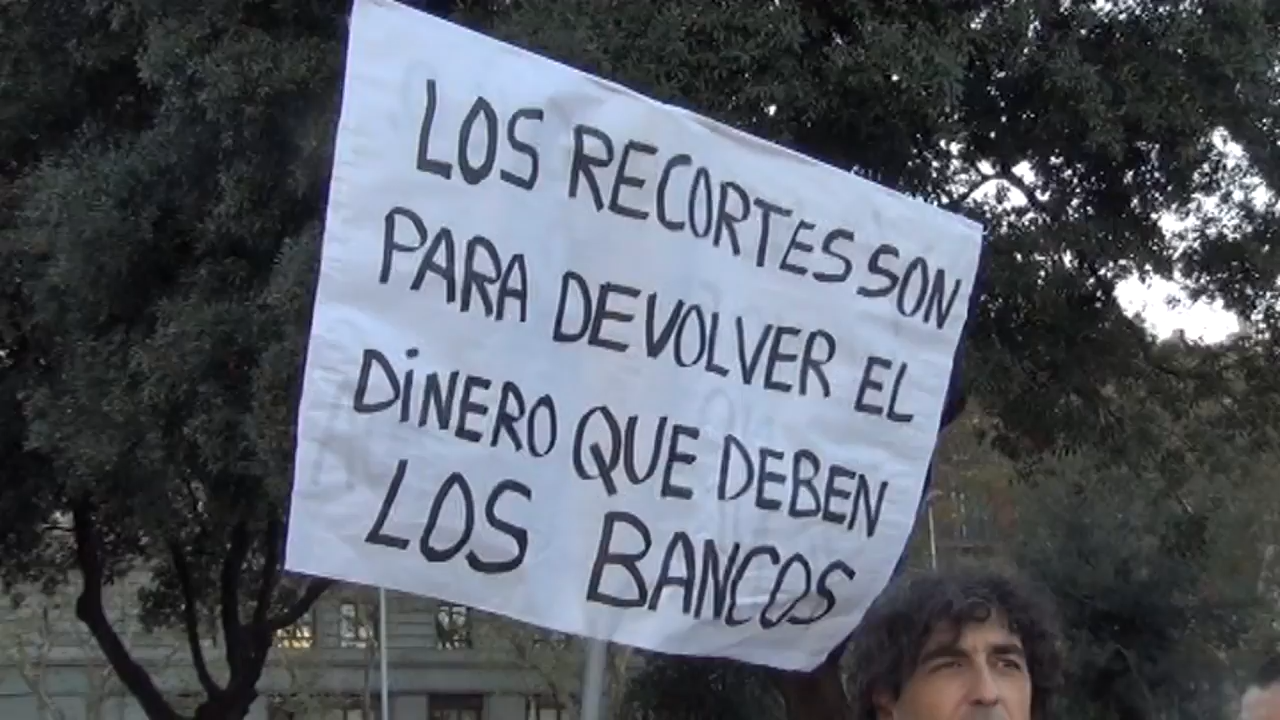 LOS RECORTES SON
PARA DEVOLVER EL
DiNERO QUE DEBEN
LOS BANCOS